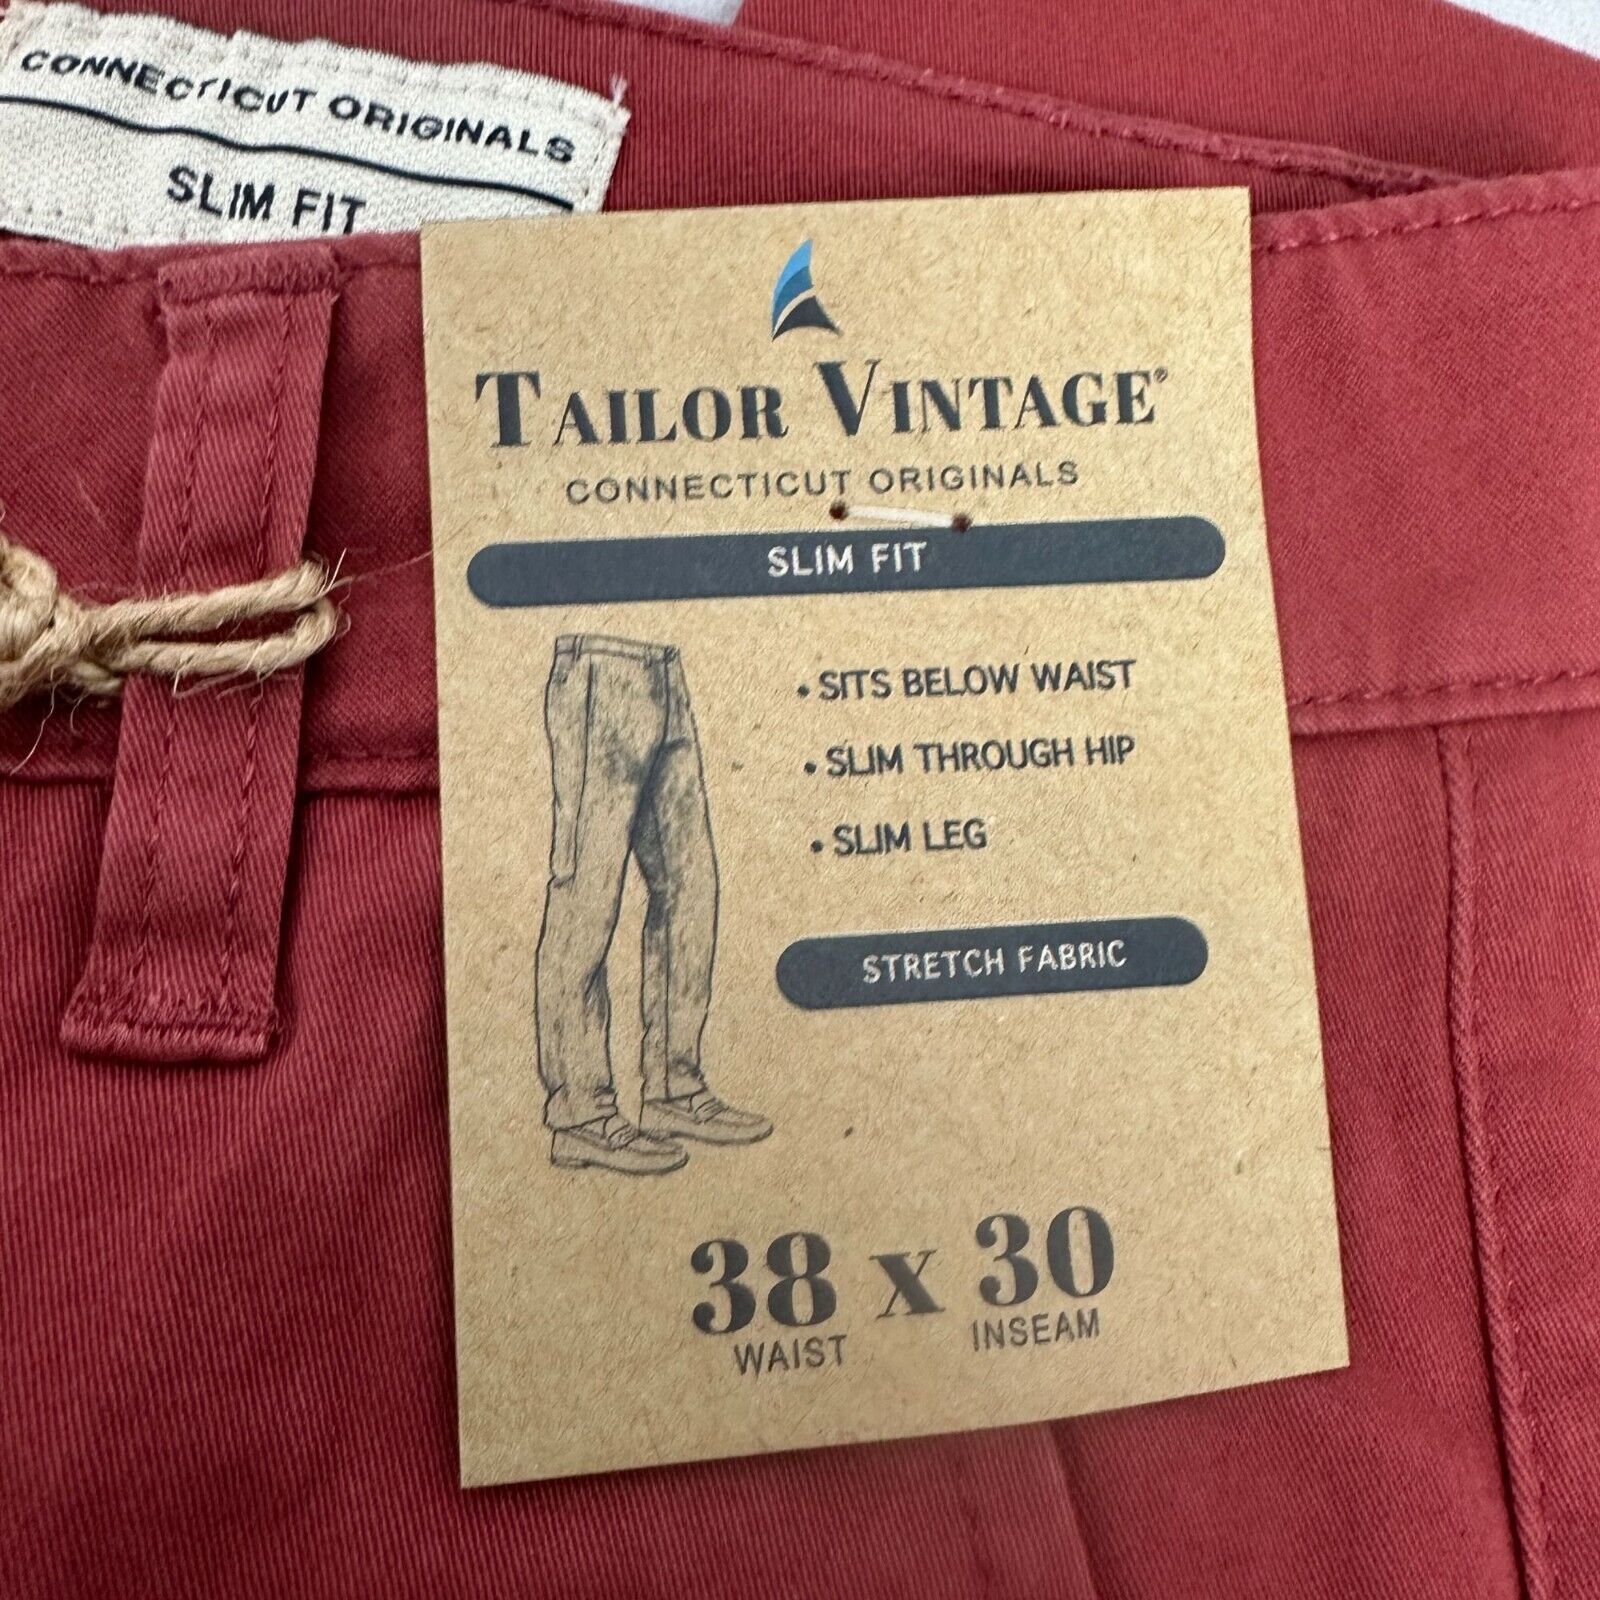 CONNECTICUT ORIGINALS
SLIM FIT
TAILOR VINTAGE®
CONNECTICUT ORIGINALS
SLIM FIT
• SITS BELOW WAIST
• SLIM THROUGH HIP
• SLIM LEG
STRETCH FABRIC
38 x 30
WAIST INSEAM